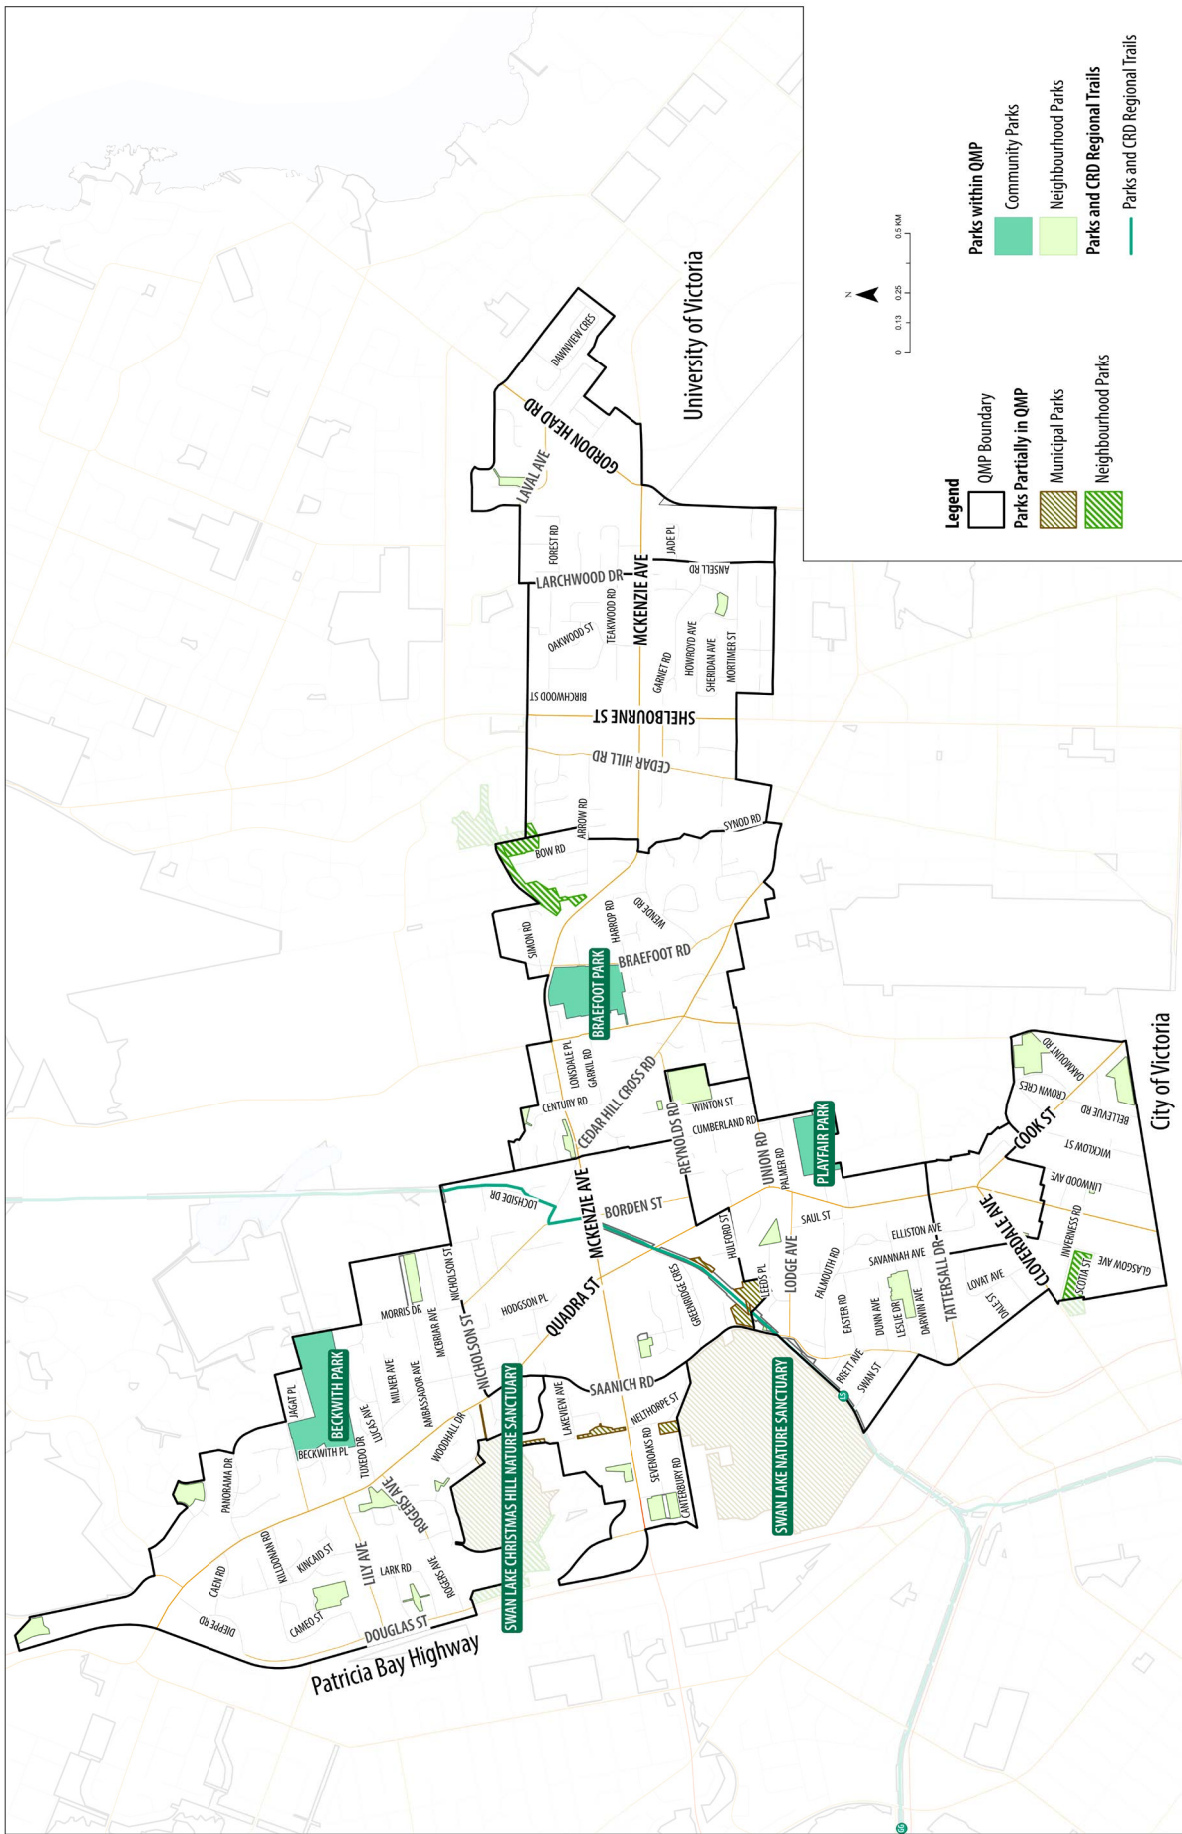 PANORAMA DR
JAGAT PL
BECKWITH PARK
BECKWITH PL
TUXEDO DR
LUCAS AVE
MILNER AVE
AMBASSADOR AVE
MCBRIAR AVE
MORRIS DR
NICHOLSON ST
NICHOLSON ST
WOODHALL DR
CAEN RD
DIEPPE RD
KILLDONAN RD
KINCAID ST
CAMEO ST
LILY AVE
LARK RD
ROGERS AVE
ROGERS AVE
DOUGLAS ST
Patricia Bay Highway
SWAN LAKE CHRISTMAS HILL NATURE SANCTUARY
HODGSON PL
QUADRA ST
LOCHSIDE DR
MCKENZIE AVE
BORDEN ST
SAANICH RD
LAKEVIEW AVE
NELTHORPE ST
SEVENOAKS RD
CANTERBURY RD
GREENRIDGE CRES
SWAN LAKE NATURE SANCTUARY
HULFORD ST
LEEDS PL
LODGE AVE
UNION RD
PALMER RD
PLAYFAIR PARK
SAUL ST
FALMOUTH RD
EASTER RD
DUNN AVE
LESLIE DR
DARWIN AVE
SAVANNAH AVE
ELLISTON AVE
BRETT AVE
SWAN ST
TATTERSALL DR
LOVAT AVE
DALE ST
CLOVERDALE AVE
COOK ST
INVERNESS RD
SCOTIA ST
GLASGOW AVE
LINWOOD AVE
WICKLOW ST
BELLEVUE RD
CROWN CRES
OAKMOUNT RD
City of Victoria
CENTURY RD
LONSDALE PL
GARKIL RD
CEDAR HILL CROSS RD
REYNOLDS RD
WINTON ST
CUMBERLAND RD
BRAEFOOT PARK
BRAEFOOT RD
SIMON RD
HARROP RD
WENDE RD
BOW RD
ARROW RD
SYNOD RD
CEDAR HILL RD
SHELBOURNE ST
BIRCHWOOD ST
OAKWOOD ST
TEAKWOOD RD
MCKENZIE AVE
LARCHWOOD DR
FOREST RD
GARNET RD
HOWROYD AVE
SHERIDAN AVE
MORTIMER ST
ANSELL RD
JADE PL
LAVAL AVE
GORDON HEAD RD
DAWNVIEW CRES
University of Victoria
N
0 0.13 0.25 0.5 KM
Legend
QMP Boundary
Parks Partially in QMP
Municipal Parks
Neighbourhood Parks
Parks within QMP
Community Parks
Neighbourhood Parks
Parks and CRD Regional Trails
Parks and CRD Regional Trails
GG